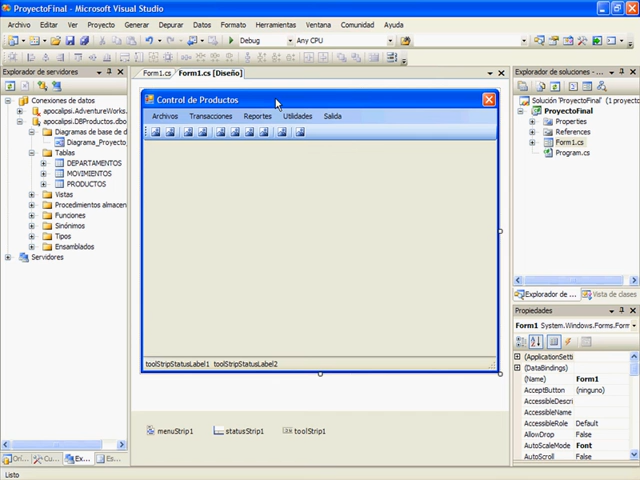 ProyectoFinal - Microsoft Visual Studio
Archivo Editar Ver Proyecto Generar Depurar Datos Formato Herramientas Ventana Comunidad Ayuda
Debug Any CPU
Explorador de servidores
Conexiones de datos
apocalipsi.AdventureWorks.
apocalipsi.DBProductos.dbo
Diagramas de base de d
Diagrama_Proyecto_
Tablas
DEPARTAMENTOS
MOVIMIENTOS
PRODUCTOS
Vistas
Procedimientos almacen
Funciones
Sinónimos
Tipos
Ensamblados
Servidores
Form1.cs Form1.cs [Diseño]
Control de Productos
Archivos Transacciones Reportes Utilidades Salida
toolStripStatusLabel1 toolStripStatusLabel2
menuStrip1 statusStrip1 toolStrip1
Explorador de soluciones - ...
Solución 'ProyectoFinal' (1 proyecto
ProyectoFinal
Properties
References
Form1.cs
Program.cs
Explorador de ... Vista de clases
Propiedades
Form1 System.Windows.Forms.Form
(ApplicationSetti
(DataBindings)
(Name) Form1
AcceptButton (ninguno)
AccessibleDescri
AccessibleName
AccessibleRole Default
AllowDrop False
AutoScaleMode Font
AutoScroll False
Orí... Cu... Ex... Es...
Listo